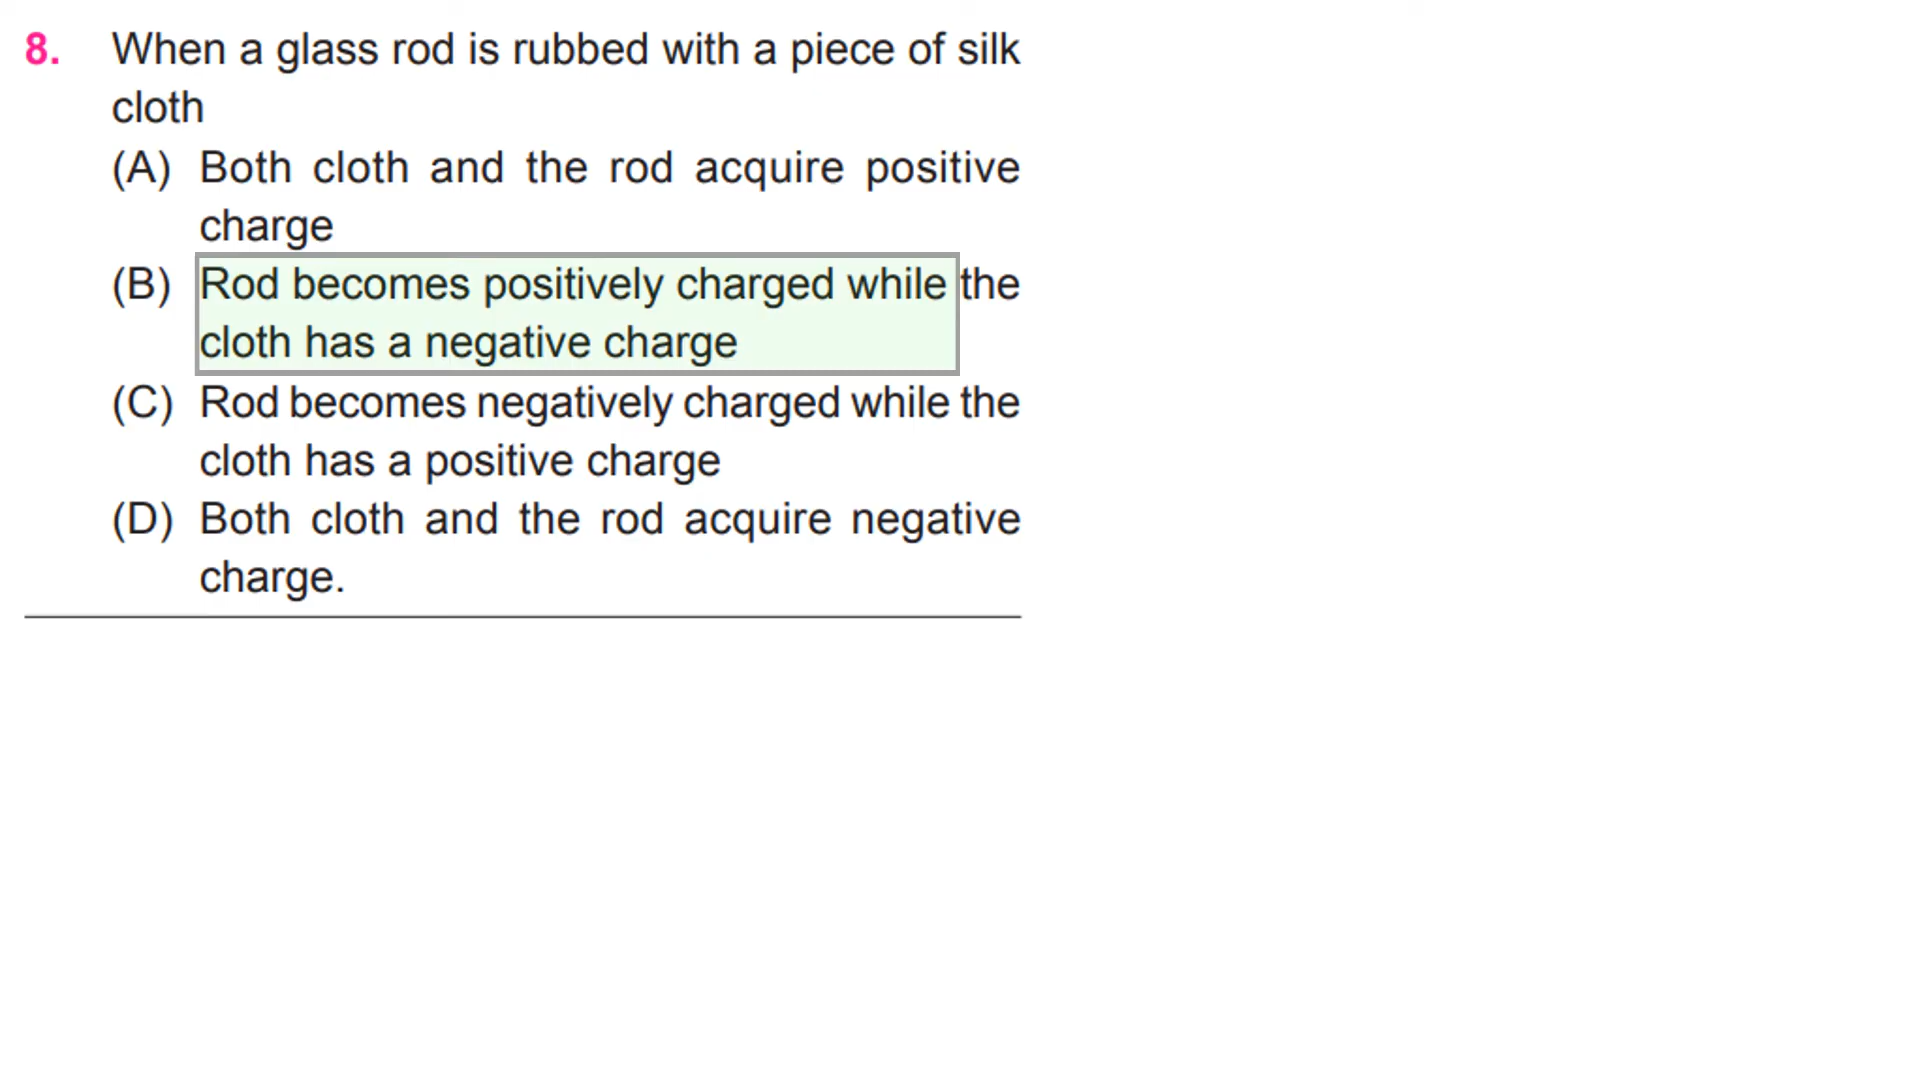 8. When a glass rod is rubbed with a piece of silk
cloth
(A) Both cloth and the rod acquire positive
charge
(B) Rod becomes positively charged while the
cloth has a negative charge
(C) Rod becomes negatively charged while the
cloth has a positive charge
(D) Both cloth and the rod acquire negative
charge.